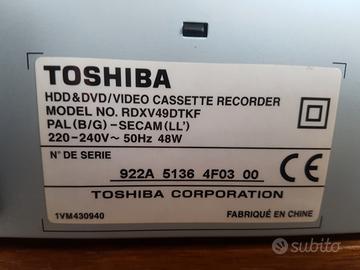 TOSHIBA
HDD&DVD/VIDEO CASSETTE RECORDER
MODEL NO. RDXV49DTKF
PAL(B/G)-SECAM(LL')
220-240V~ 50Hz 48W
N° DE SERIE
922A 5136 4F03 00
CE
TOSHIBA CORPORATION
1VM430940
FABRIQUÉ EN CHINE
subito